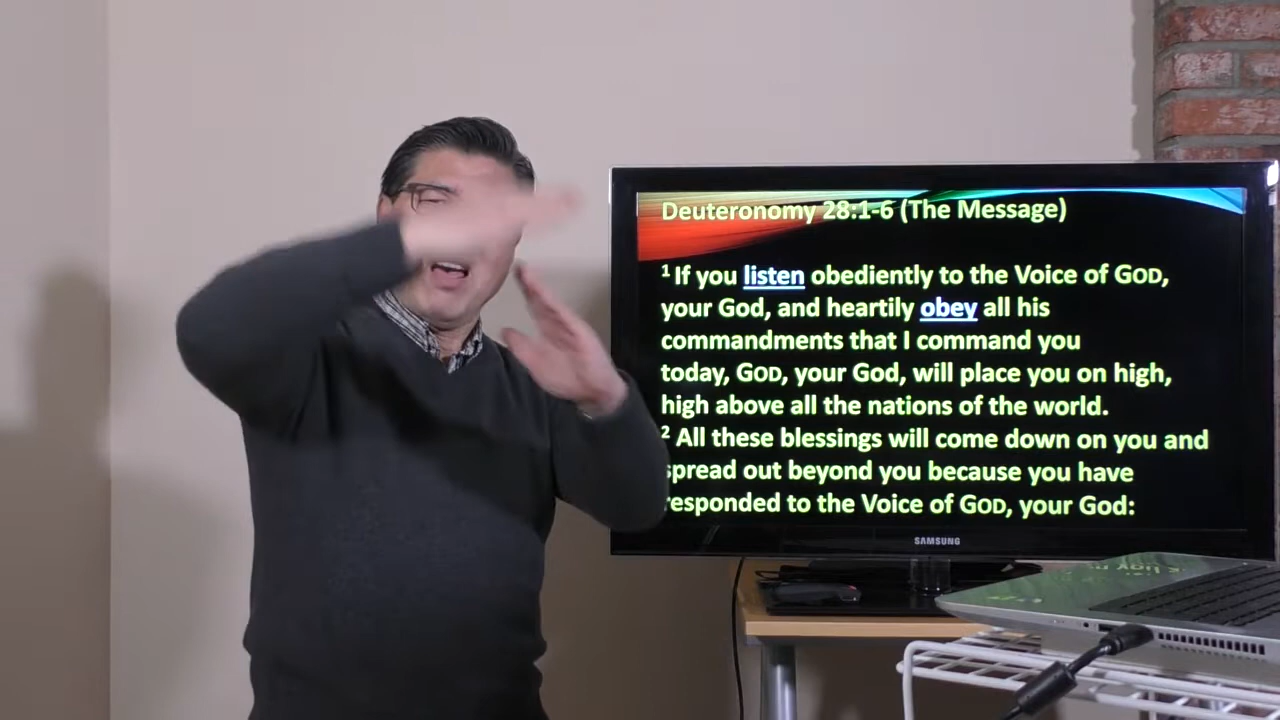 Deuteronomy 28:1-6 (The Message)
1 If you listen obediently to the Voice of GOD,
your God, and heartily obey all his
commandments that I command you
today, GOD, your God, will place you on high,
high above all the nations of the world.
2 All these blessings will come down on you and
spread out beyond you because you have
responded to the Voice of GOD, your God:
SAMSUNG